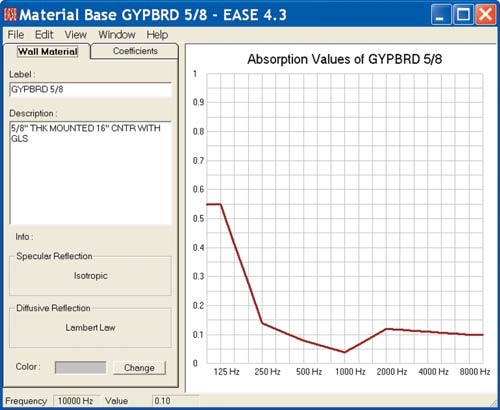 EASE Material Base GYPBRD 5/8 - EASE 4.3
File Edit View Window Help
Wall Material Coefficients
Label :
GYPBRD 5/8
Description :
5/8" THK MOUNTED 16" CNTR WITH
GLS
Info :
Specular Reflection
Isotropic
Diffusive Reflection
Lambert Law
Color : Change
Frequency 10000 Hz Value 0.10
Absorption Values of GYPBRD 5/8
1
0.9
0.8
0.7
0.6
0.5
0.4
0.3
0.2
0.1
0
125 Hz 250 Hz 500 Hz 1000 Hz 2000 Hz 4000 Hz 8000 Hz